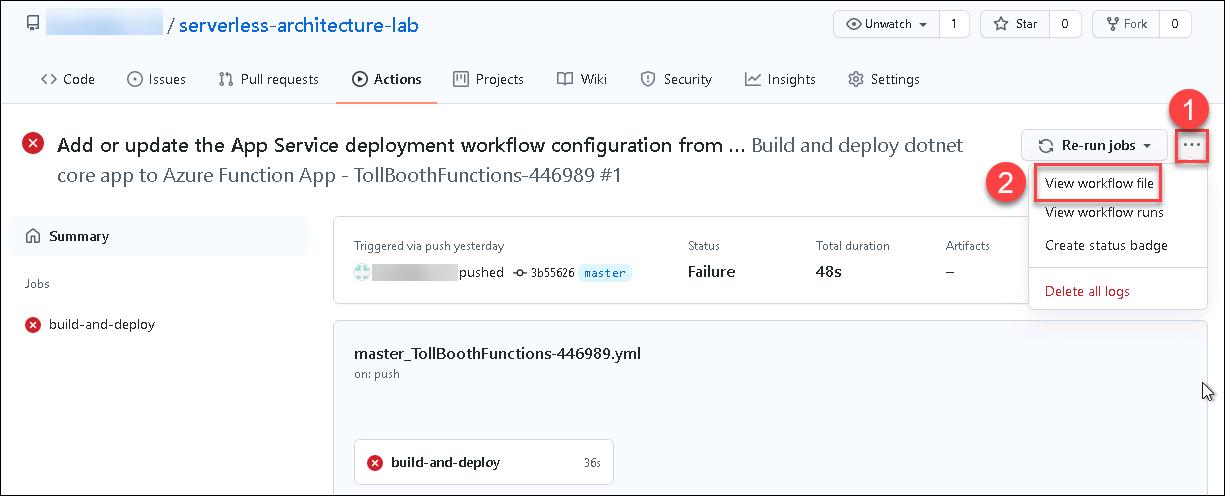 / serverless-architecture-lab
Unwatch 1 Star 0 Fork 0
Code Issues Pull requests Actions Projects Wiki Security Insights Settings
1
Add or update the App Service deployment workflow configuration from ... Build and deploy dotnet
core app to Azure Function App - TollBoothFunctions-446989 #1
Re-run jobs ...
2
View workflow file
View workflow runs
Create status badge
Delete all logs
Summary
Jobs
build-and-deploy
Triggered via push yesterday
pushed 3b55626 master
Status
Failure
Total duration
48s
Artifacts
–
master_TollBoothFunctions-446989.yml
on: push
build-and-deploy 36s